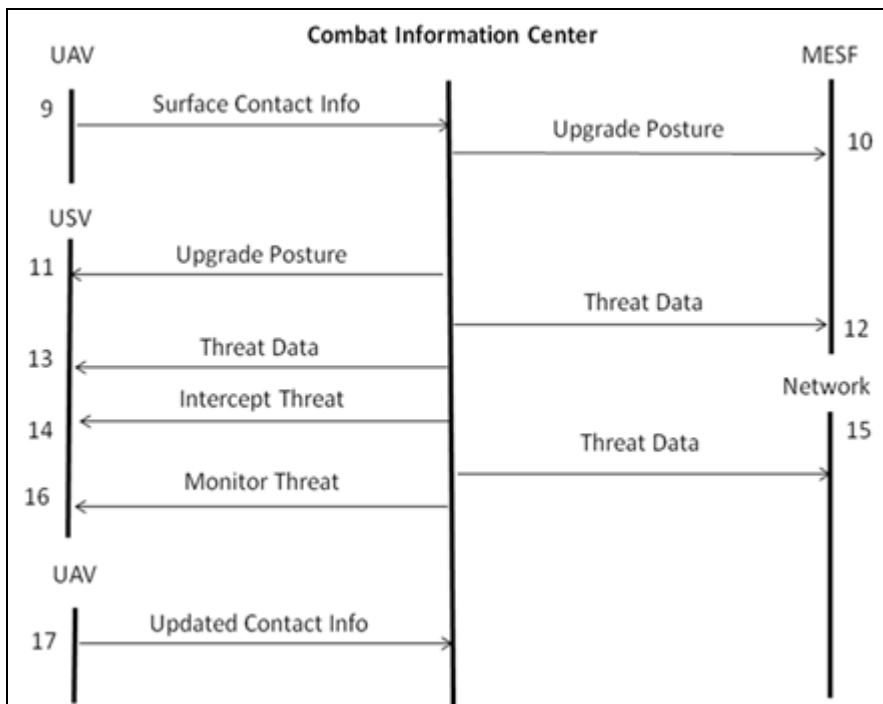 Combat Information Center
UAV
MESF
9
Surface Contact Info
Upgrade Posture
10
USV
11
Upgrade Posture
Threat Data
12
13
Threat Data
Intercept Threat
Network
14
Threat Data
15
16
Monitor Threat
UAV
17
Updated Contact Info